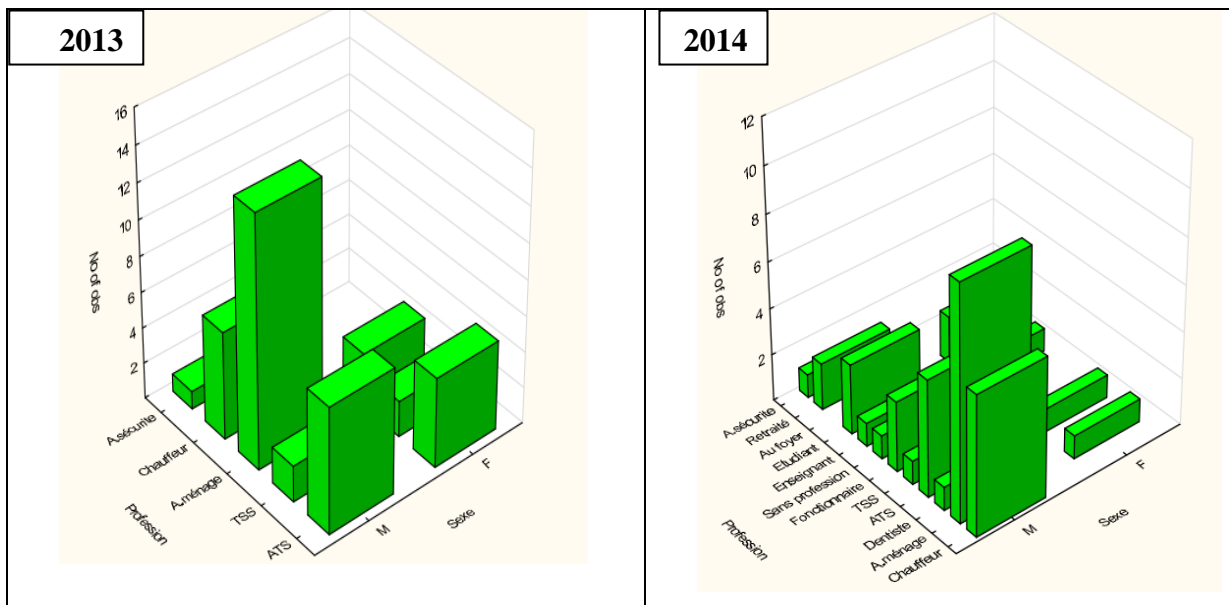 2013
16
14
12
10
8
6
4
2
No of obs
A.sécurite
Chauffeur
A.ménage
TSS
ATS
Profession
M
F
Sexe
2014
12
10
8
6
4
2
No of obs
A.sécurite
Retraité
Au foyer
Etudiant
Enseignant
Sans profession
Fonctionnaire
TSS
ATS
Dentiste
A.ménage
Chauffeur
Profession
M
F
Sexe